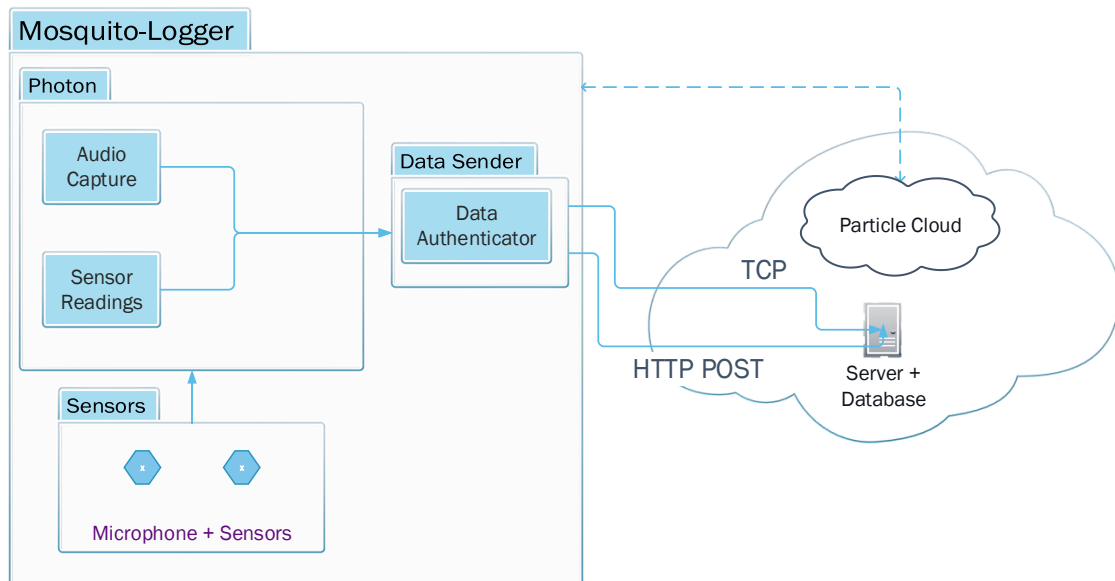 Mosquito-Logger
Photon
Audio
Capture
Sensor
Readings
Data Sender
Data
Authenticator
Sensors
x
x
Microphone + Sensors
Particle Cloud
TCP
HTTP POST
Server +
Database